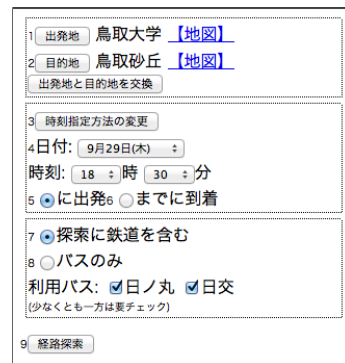 1 出発地 鳥取大学 【地図】
2 目的地 鳥取砂丘 【地図】
出発地と目的地を交換
3 時刻指定方法の変更
4日付: 9月29日(木)
時刻: 18 時 30 分
5 に出発6 までに到着
7 探索に鉄道を含む
8 バスのみ
利用バス: 日ノ丸 日交
(少なくとも一方は要チェック)
9 経路探索